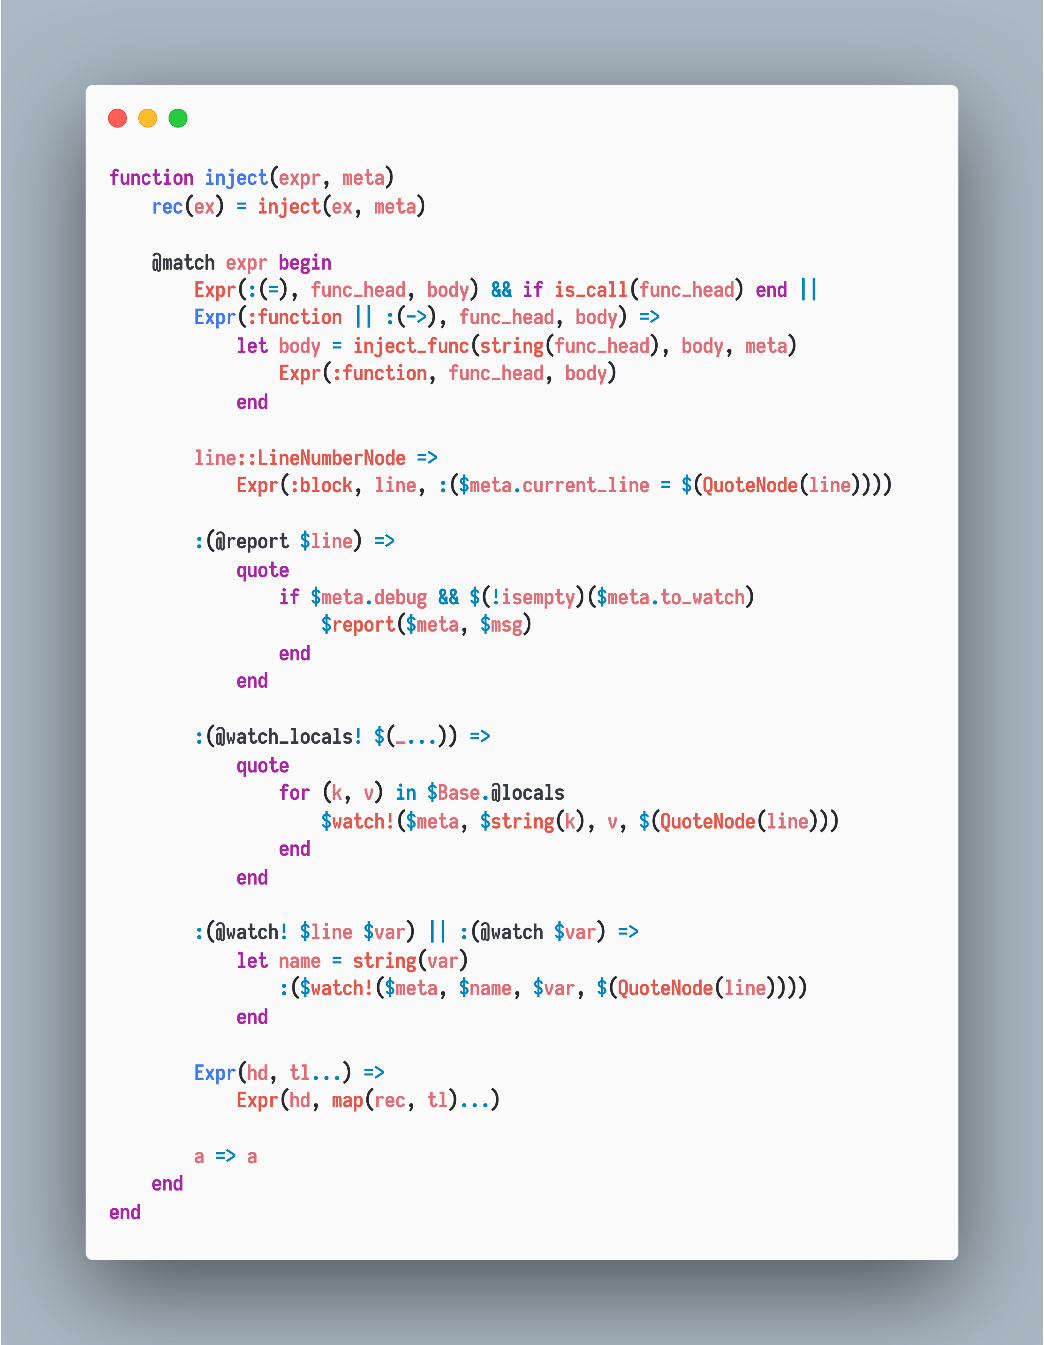 function inject(expr, meta)
    rec(ex) = inject(ex, meta)

    @match expr begin
        Expr(:(=), func_head, body) && if is_call(func_head) end ||
        Expr(:function || :(->), func_head, body) =>
            let body = inject_func(string(func_head), body, meta)
                Expr(:function, func_head, body)
            end

        line::LineNumberNode =>
            Expr(:block, line, :($meta.current_line = $(QuoteNode(line))))

        :(@report $line) =>
            quote
                if $meta.debug && $(!isempty)($meta.to_watch)
                    $report($meta, $msg)
                end
            end

        :(@watch_locals! $(_...)) =>
            quote
                for (k, v) in $Base.@locals
                    $watch!($meta, $string(k), v, $(QuoteNode(line)))
                end
            end

        :(@watch! $line $var) || :(@watch $var) =>
            let name = string(var)
                :($watch!($meta, $name, $var, $(QuoteNode(line))))
            end

        Expr(hd, tl...) =>
            Expr(hd, map(rec, tl)...)

        a => a
    end
end